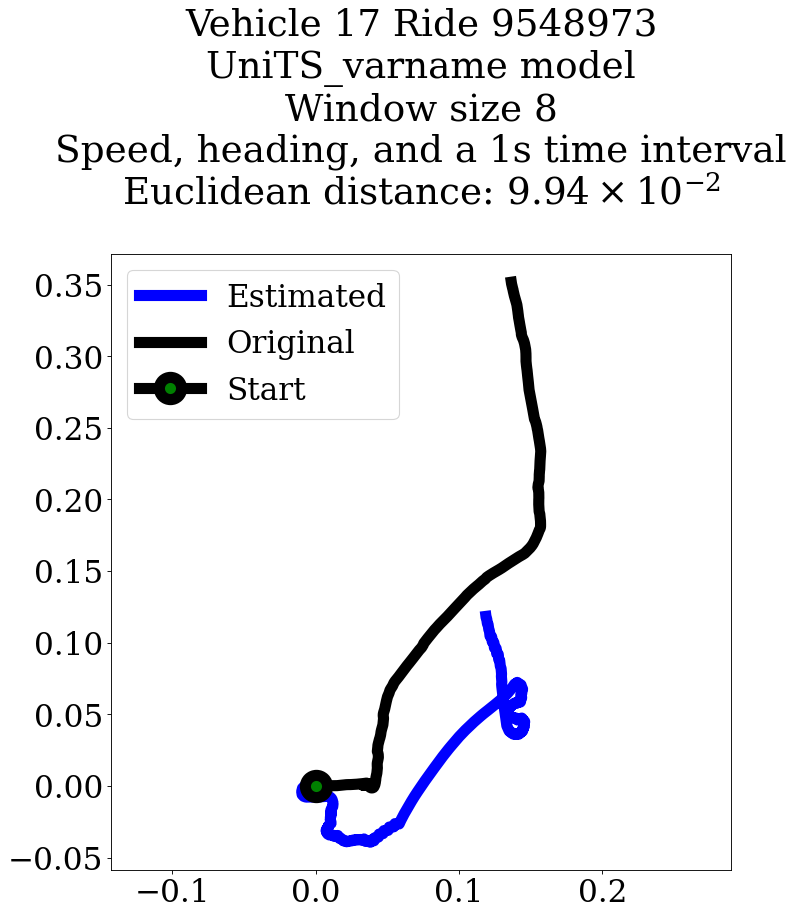 Vehicle 17 Ride 9548973
UniTS_varname model
Window size 8
Speed, heading, and a 1s time interval
Euclidean distance: 9.94 × 10⁻²
Estimated
Original
Start
0.35
0.30
0.25
0.20
0.15
0.10
0.05
0.00
−0.05
−0.1 0.0 0.1 0.2